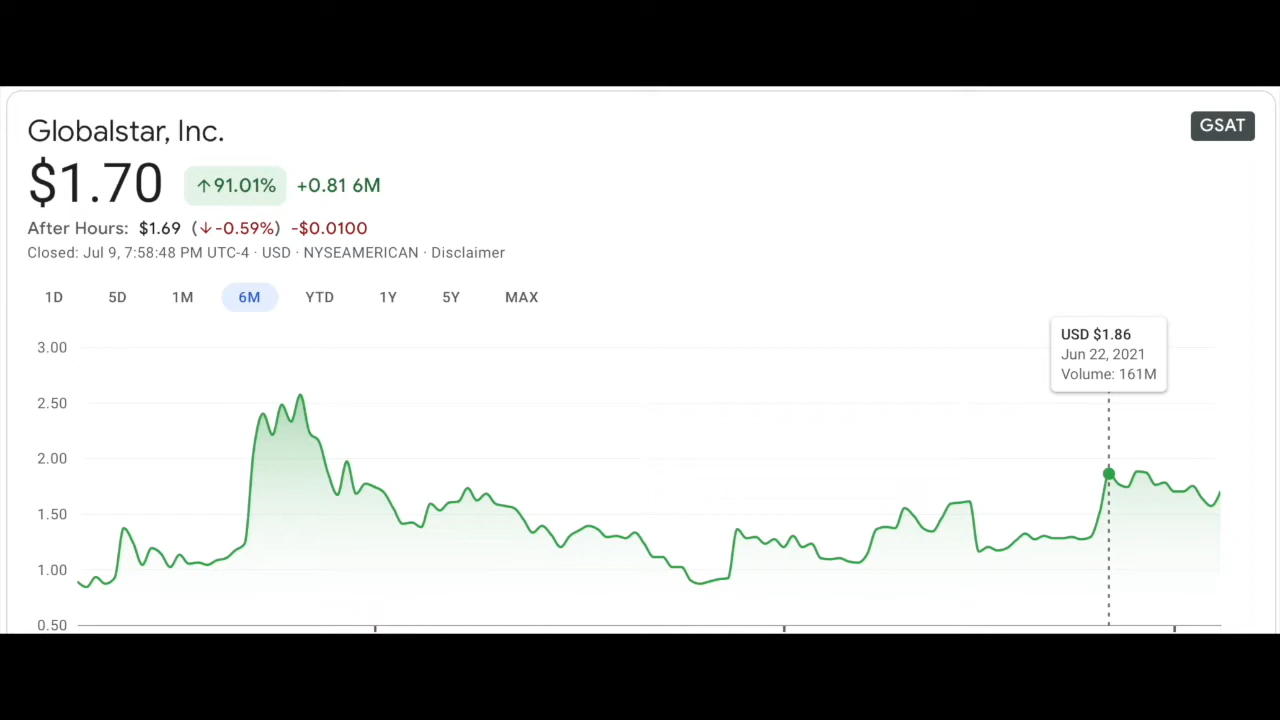 Globalstar, Inc.
GSAT
$1.70 ↑91.01% +0.81 6M
After Hours: $1.69 (↓-0.59%) -$0.0100
Closed: Jul 9, 7:58:48 PM UTC-4 · USD · NYSEAMERICAN · Disclaimer
1D 5D 1M 6M YTD 1Y 5Y MAX
USD $1.86
Jun 22, 2021
Volume: 161M
3.00
2.50
2.00
1.50
1.00
0.50